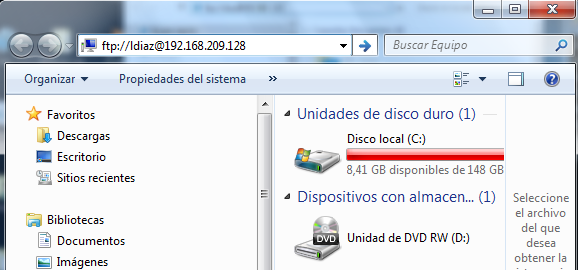 ftp://ldiaz@192.168.209.128
Buscar Equipo
Organizar
Propiedades del sistema
»
Favoritos
Descargas
Escritorio
Sitios recientes
Bibliotecas
Documentos
Imágenes
Unidades de disco duro (1)
Disco local (C:)
8,41 GB disponibles de 148 GB
Dispositivos con almacen... (1)
DVD
Unidad de DVD RW (D:)
Seleccione
el archivo
del que
desea
obtener la